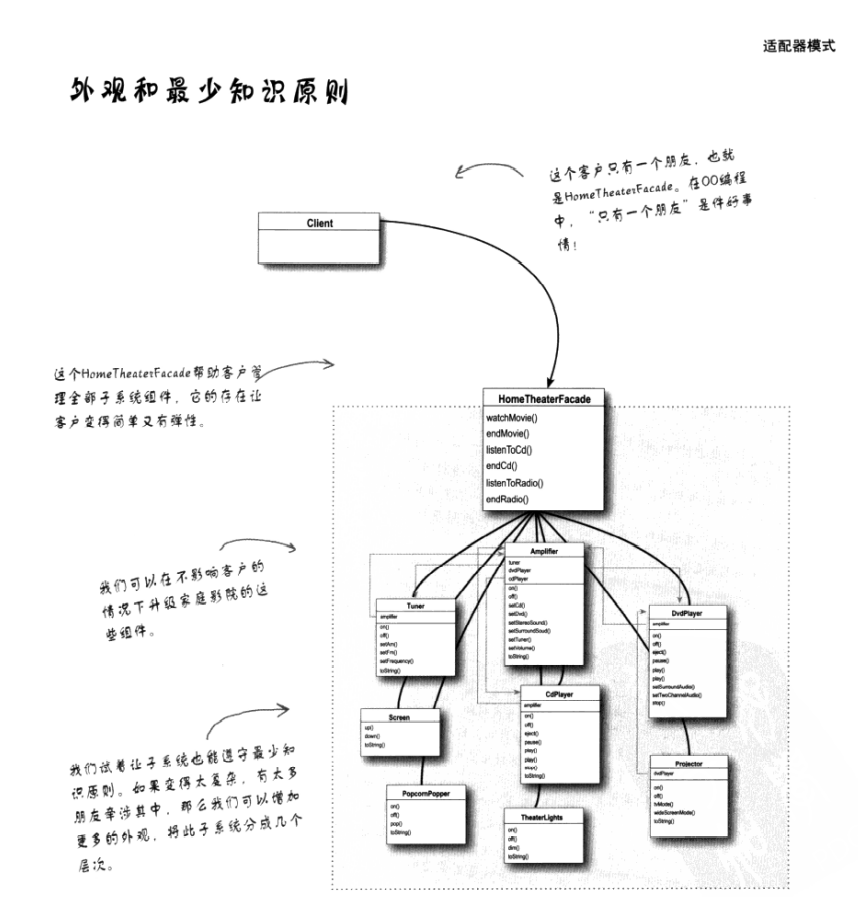 适配器模式
外观和最少知识原则
这个客户只有一个朋友，也就
是HomeTheaterFacade。在OO编程
中，“只有一个朋友”是件好事
情！
Client
这个HomeTheaterFacade帮助客户管
理全部子系统组件，它的存在让
客户变得简单又有弹性。
HomeTheaterFacade
watchMovie()
endMovie()
listenToCd()
endCd()
listenToRadio()
endRadio()
我们可以在不影响客户的
情况下升级家庭影院的这
些组件。
Amplifier
tuner
dvdPlayer
cdPlayer
on()
off()
setCd()
setDvd()
setStereoSound()
setSurroundSoud()
setTuner()
setVolume()
toString()
Tuner
amplifier
on()
off()
setAm()
setFm()
setFrequency()
toString()
DvdPlayer
amplifier
on()
off()
eject()
pause()
play()
play()
setSurroundAudio()
setTwoChannelAudio()
stop()
Screen
up()
down()
toString()
CdPlayer
amplifier
on()
off()
eject()
pause()
play()
play()
stop()
toString()
我们试着让子系统也能遵守最少知
识原则。如果变得太复杂，有太多
朋友牵涉其中，那么我们可以增加
更多的外观，将此子系统分成几个
层次。
PopcornPopper
on()
off()
pop()
toString()
TheaterLights
on()
off()
dim()
toString()
Projector
dvdPlayer
on()
off()
tvMode()
wideScreenMode()
toString()